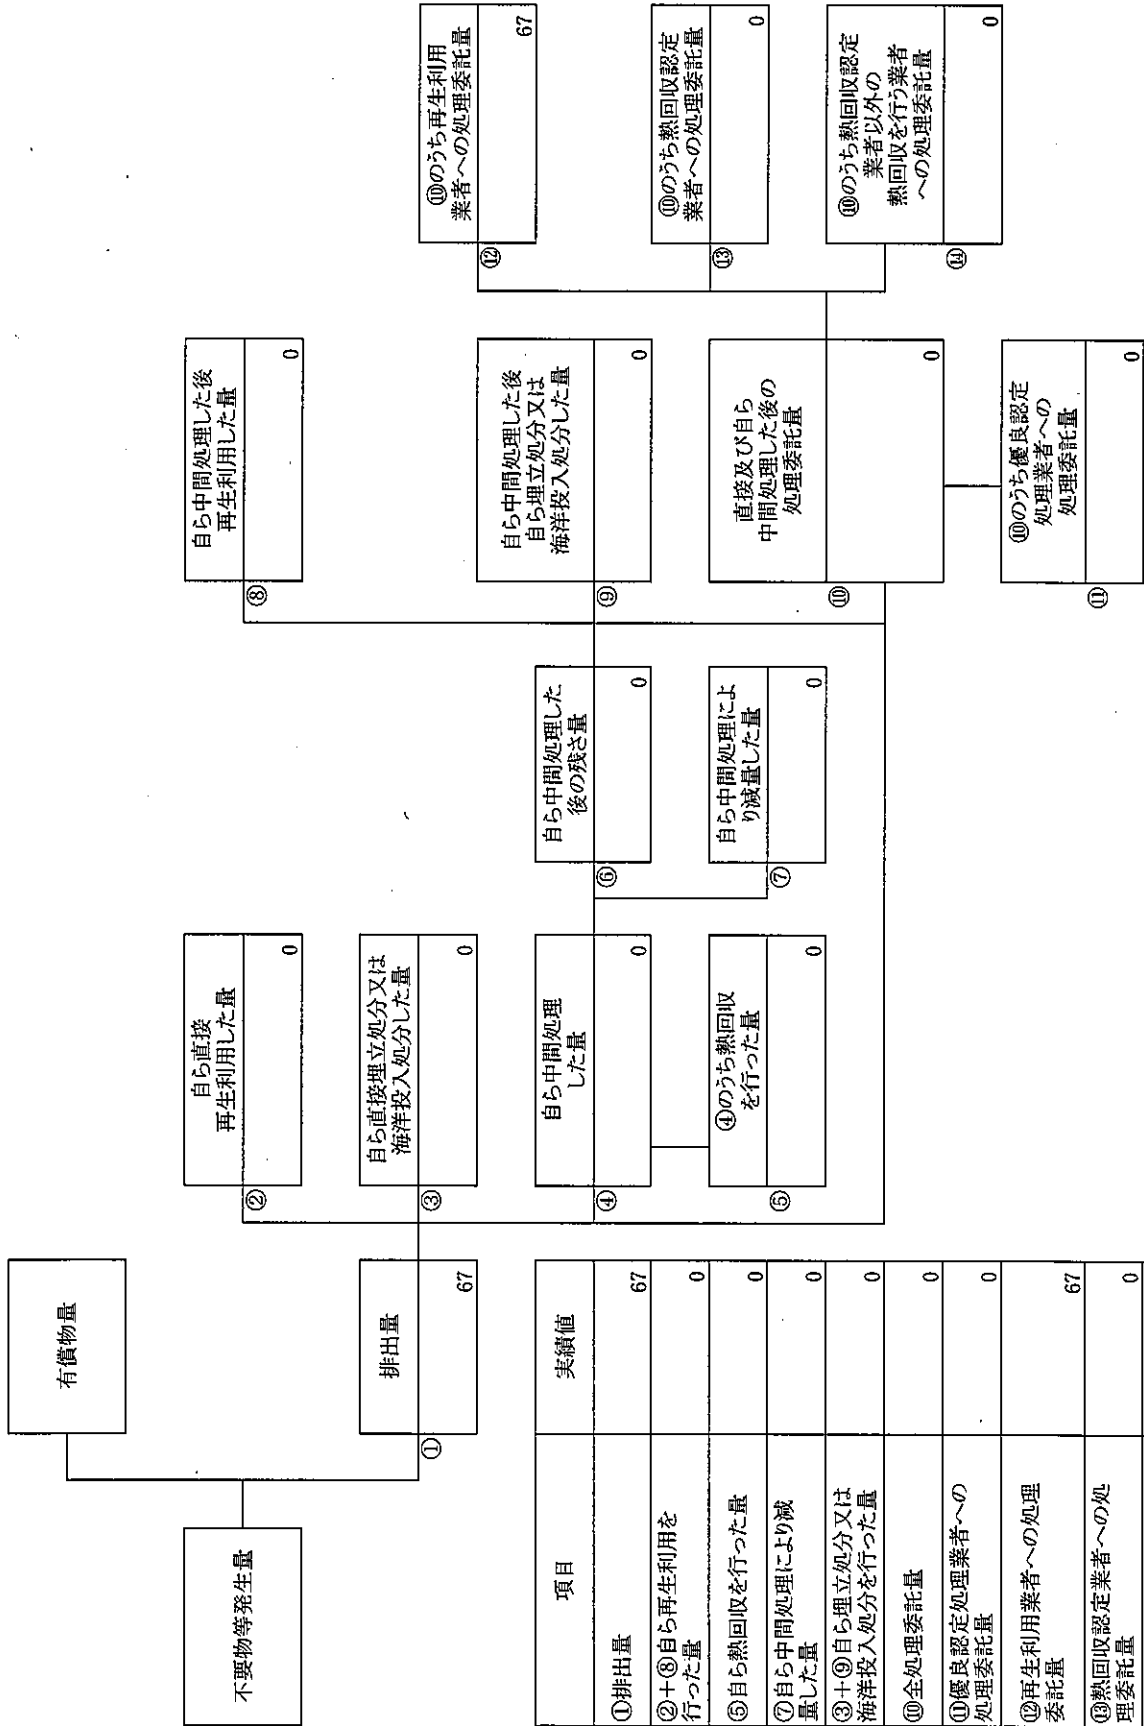 不要物等発生量
有償物量
排出量
①
67
自ら直接
再生利用した量
②
0
自ら直接埋立処分又は
海洋投入処分した量
③
0
自ら中間処理
した量
④
0
④のうち熱回収
を行った量
⑤
0
自ら中間処理した
後の残さ量
⑥
0
自ら中間処理によ
り減量した量
⑦
0
自ら中間処理した後
再生利用した量
⑧
0
自ら中間処理した後
自ら埋立処分又は
海洋投入処分した量
⑨
0
直接及び自ら
中間処理した後の
処理委託量
⑩
0
⑩のうち優良認定
処理業者への
処理委託量
⑪
0
⑩のうち再生利用
業者への処理委託量
⑫
67
⑩のうち熱回収認定
業者への処理委託量
⑬
0
⑩のうち熱回収認定
業者以外の
熱回収を行う業者
への処理委託量
⑭
0
項目 実績値
①排出量 67
②+⑧自ら再生利用を
行った量 0
⑤自ら熱回収を行った量 0
⑦自ら中間処理により減
量した量 0
③+⑨自ら埋立処分又は
海洋投入処分を行った量 0
⑩全処理委託量 0
⑪優良認定処理業者への
処理委託量 0
⑫再生利用業者への処理
委託量 67
⑬熱回収認定業者への処
理委託量 0